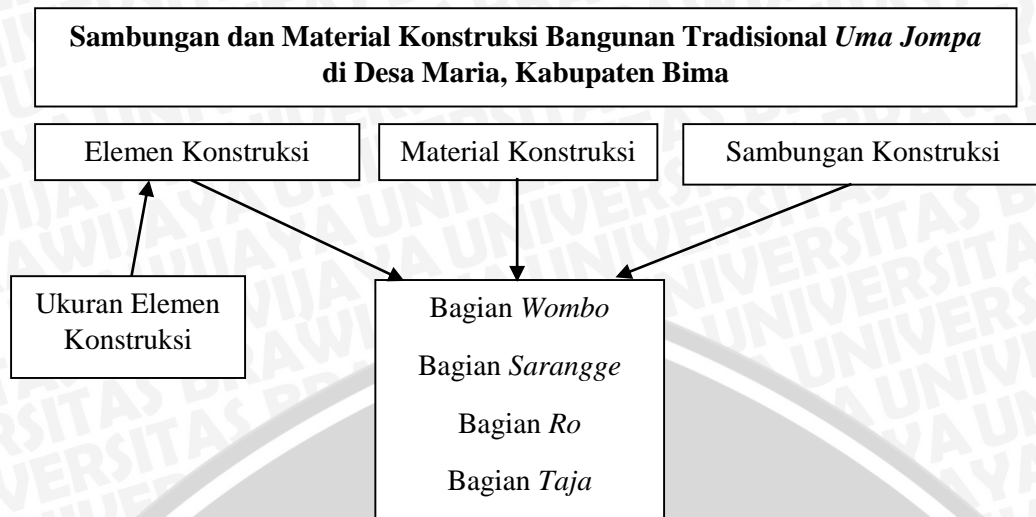 Sambungan dan Material Konstruksi Bangunan Tradisional Uma Jompa
di Desa Maria, Kabupaten Bima
Elemen Konstruksi
Material Konstruksi
Sambungan Konstruksi
Ukuran Elemen
Konstruksi
Bagian Wombo
Bagian Sarangge
Bagian Ro
Bagian Taja